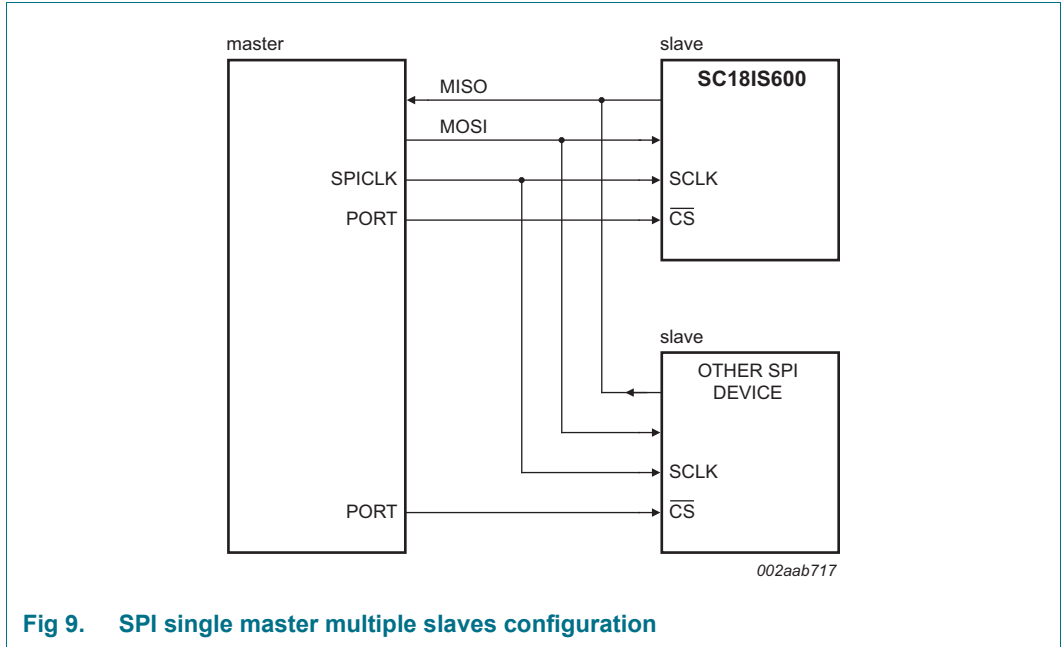 master
slave
SC18IS600
MISO
MOSI
SPICLK
SCLK
PORT
CS
slave
OTHER SPI
DEVICE
SCLK
PORT
CS
002aab717
Fig 9. SPI single master multiple slaves configuration